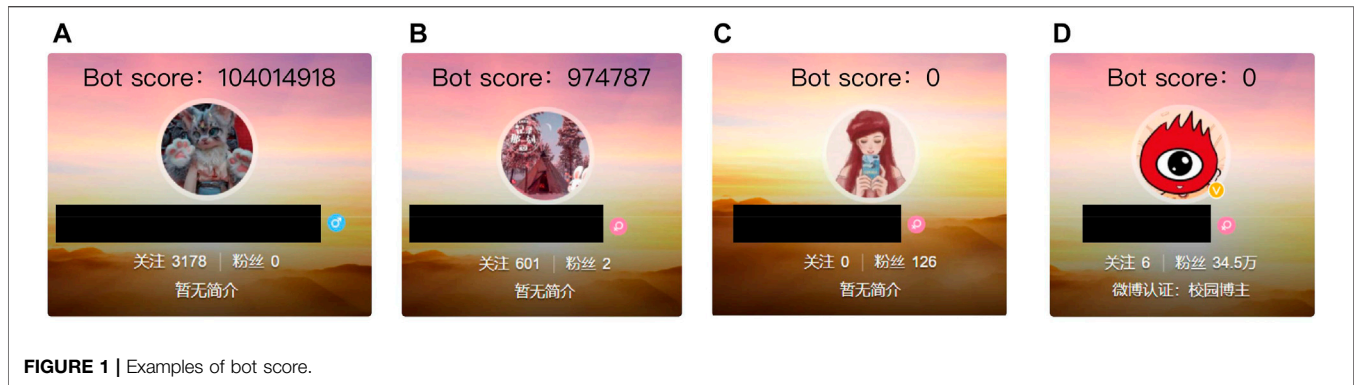 A
Bot score：104014918
关注 3178 | 粉丝 0
暂无简介
B
Bot score：974787
关注 601 | 粉丝 2
暂无简介
C
Bot score：0
关注 0 | 粉丝 126
暂无简介
D
Bot score：0
V
关注 6 | 粉丝 34.5万
微博认证：校园博主
FIGURE 1 | Examples of bot score.